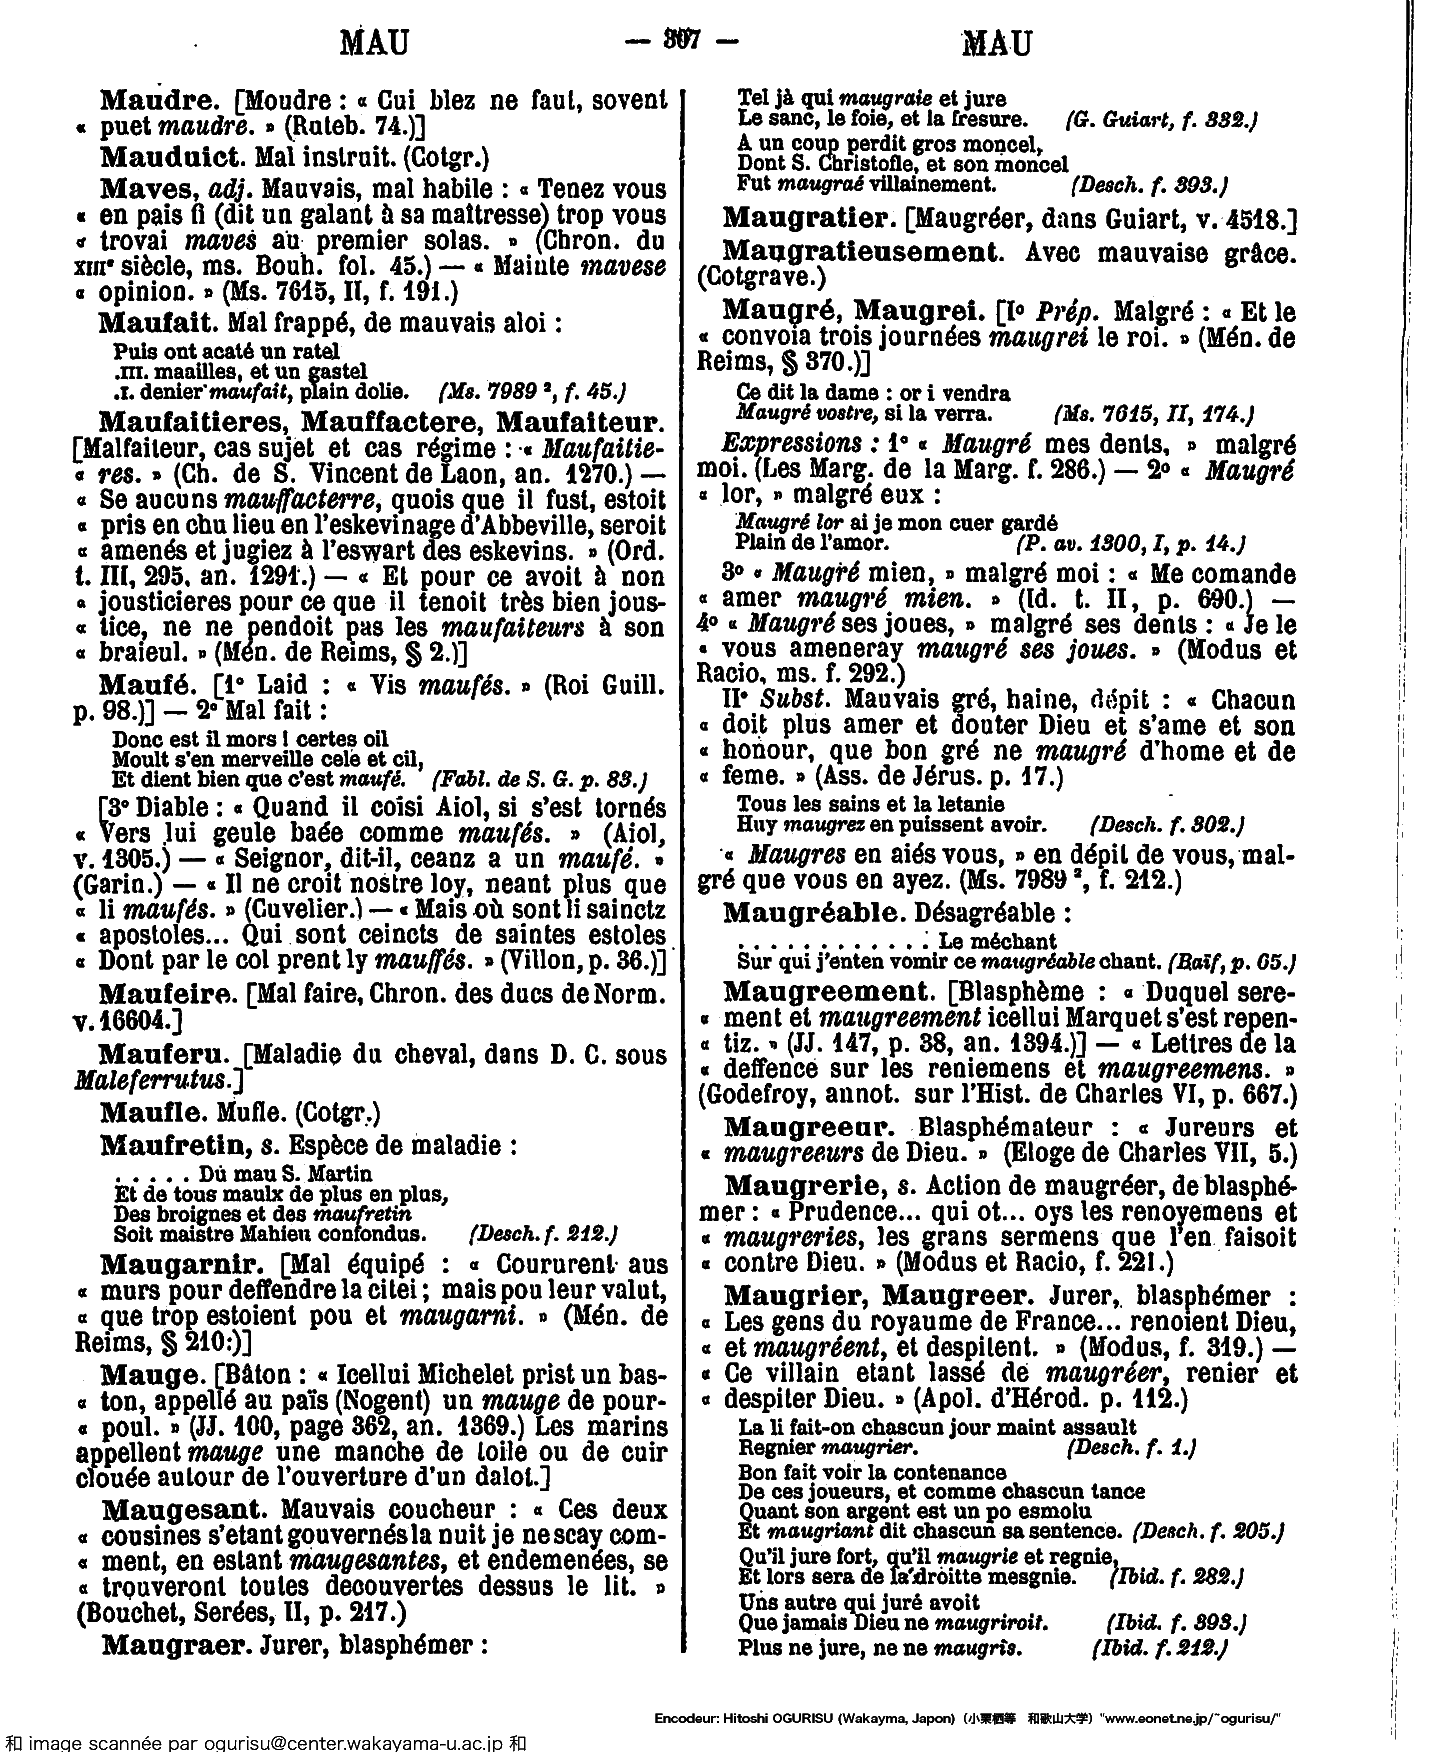 MAU — 307 — MAU
Maudre. [Moudre : « Cui blez ne faut, sovent
« puet maudre. » (Ruteb. 74.)]
Mauduict. Mal instruit. (Cotgr.)
Maves, adj. Mauvais, mal habile : « Tenez vous
« en pais fi (dit un galant à sa maîtresse) trop vous
« trovai maves au premier solas. » (Chron. du
XIIIe siècle, ms. Bouh. fol. 45.) — « Mainte mavese
« opinion. » (Ms. 7615, II, f. 191.)
Maufait. Mal frappé, de mauvais aloi :
Puis ont acaté un ratel
.III. maailles, et un gastel
.I. denier maufait, plain dolie. (Ms. 7989 ², f. 45.)
Maufaitieres, Mauffactere, Maufaiteur.
[Malfaiteur, cas sujet et cas régime : « Maufaitie-
« res. » (Ch. de S. Vincent de Laon, an. 1270.) —
« Se aucuns mauffacterre, quois que il fust, estoit
« pris en chu lieu en l'eskevinage d'Abbeville, seroit
« amenés et jugiez à l'eswart des eskevins. » (Ord.
t. III, 295, an. 1291.) — « Et pour ce avoit à non
« jousticieres pour ce que il tenoit très bien jous-
« tice, ne ne pendoit pas les maufaiteurs à son
« braieul. » (Mén. de Reims, § 2.)]
Maufé. [1° Laid : « Vis maufés. » (Roi Guill.
p. 98.)] — 2° Mal fait :
Donc est il mors ! certes oil
Moult s'en merveille cele et cil,
Et dient bien que c'est maufé. (Fabl. de S. G. p. 83.)
[3° Diable : « Quand il coisi Aiol, si s'est tornés
« Vers lui geule baée comme maufés. » (Aiol,
v. 1305.) — « Seignor, dit-il, ceanz a un maufé. »
(Garin.) — « Il ne croit nostre loy, neant plus que
« li maufés. » (Cuvelier.) — « Mais où sont li sainctz
« apostoles... Qui sont ceincts de saintes estoles
« Dont par le col prent ly mauffés. » (Villon, p. 36.)]
Maufeire. [Mal faire, Chron. des ducs de Norm.
v. 16604.]
Mauferu. [Maladie du cheval, dans D. C. sous
Maleferrutus.]
Maufle. Mufle. (Cotgr.)
Maufretin, s. Espèce de maladie :
. . . . . Du mau S. Martin
Et de tous maulx de plus en plus,
Des broignes et des maufretin
Soit maistre Mahieu confondus. (Desch. f. 212.)
Maugarnir. [Mal équipé : « Coururent aus
« murs pour deffendre la citei ; mais pou leur valut,
« que trop estoient pou et maugarni. » (Mén. de
Reims, § 210.)]
Mauge. [Bâton : « Icellui Michelet prist un bas-
« ton, appellé au païs (Nogent) un mauge de pour-
« poul. » (JJ. 100, page 362, an. 1369.) Les marins
appellent mauge une manche de toile ou de cuir
clouée autour de l'ouverture d'un dalot.]
Maugesant. Mauvais coucheur : « Ces deux
« cousines s'etant gouvernés la nuit je ne scay com-
« ment, en estant maugesantes, et endemenées, se
« trouveront toutes decouvertes dessus le lit. »
(Bouchet, Serées, II, p. 217.)
Maugraer. Jurer, blasphémer :
Tel jà qui maugraie et jure
Le sanc, le foie, et la fresure. (G. Guiart, f. 332.)
A un coup perdit gros moncel,
Dont S. Christofle, et son moncel
Fut maugraé villainement. (Desch. f. 393.)
Maugratier. [Maugréer, dans Guiart, v. 4518.]
Maugratieusement. Avec mauvaise grâce.
(Cotgrave.)
Maugré, Maugrei. [I° Prép. Malgré : « Et le
« convoia trois journées maugrei le roi. » (Mén. de
Reims, § 370.)]
Ce dit la dame : or i vendra
Maugré vostre, si la verra. (Ms. 7615, II, 174.)
Expressions : 1° « Maugré mes dents, » malgré
moi. (Les Marg. de la Marg. f. 286.) — 2° « Maugré
« lor, » malgré eux :
Maugré lor ai je mon cuer gardé
Plain de l'amor. (P. av. 1300, I, p. 14.)
3° « Maugré mien, » malgré moi : « Me comande
« amer maugré mien. » (Id. t. II, p. 690.) —
4° « Maugré ses joues, » malgré ses dents : « Je le
« vous ameneray maugré ses joues. » (Modus et
Racio, ms. f. 292.)
II° Subst. Mauvais gré, haine, dépit : « Chacun
« doit plus amer et douter Dieu et s'ame et son
« honour, que bon gré ne maugré d'home et de
« feme. » (Ass. de Jérus. p. 17.)
Tous les sains et la letanie
Huy maugrez en puissent avoir. (Desch. f. 302.)
« Maugres en aiés vous, » en dépit de vous, mal-
gré que vous en ayez. (Ms. 7989 ², f. 212.)
Maugréable. Désagréable :
. . . . . . . . . . . . Le méchant
Sur qui j'enten vomir ce maugréable chant. (Baïf, p. 65.)
Maugreement. [Blasphème : « Duquel sere-
« ment et maugreement icellui Marquet s'est repen-
« tiz. » (JJ. 147, p. 38, an. 1394.)] — « Lettres de la
« deffence sur les reniemens et maugreemens. »
(Godefroy, annot. sur l'Hist. de Charles VI, p. 667.)
Maugreeur. Blasphémateur : « Jureurs et
« maugreeurs de Dieu. » (Eloge de Charles VII, 5.)
Maugrerie, s. Action de maugréer, de blasphé-
mer : « Prudence... qui ot... oys les renoyemens et
« maugreries, les grans sermens que l'en faisoit
« contre Dieu. » (Modus et Racio, f. 221.)
Maugrier, Maugreer. Jurer, blasphémer :
« Les gens du royaume de France... renoient Dieu,
« et maugréent, et despitent. » (Modus, f. 319.) —
« Ce villain etant lassé de maugréer, renier et
« despiter Dieu. » (Apol. d'Hérod. p. 112.)
La li fait-on chascun jour maint assault
Regnier maugrier. (Desch. f. 1.)
Bon fait voir la contenance
De ces joueurs, et comme chascun tance
Quant son argent est un po esmolu
Et maugriant dit chascun sa sentence. (Desch. f. 205.)
Qu'il jure fort, qu'il maugrie et regnie,
Et lors sera de la droitte mesgnie. (Ibid. f. 282.)
Uns autre qui juré avoit
Que jamais Dieu ne maugriroit. (Ibid. f. 393.)
Plus ne jure, ne ne maugris. (Ibid. f. 212.)
Encodeur: Hitoshi OGURISU (Wakayma, Japon) (小栗栖等 和歌山大学) "www.eonet.ne.jp/~ogurisu/"
和 image scannée par ogurisu@center.wakayama-u.ac.jp 和